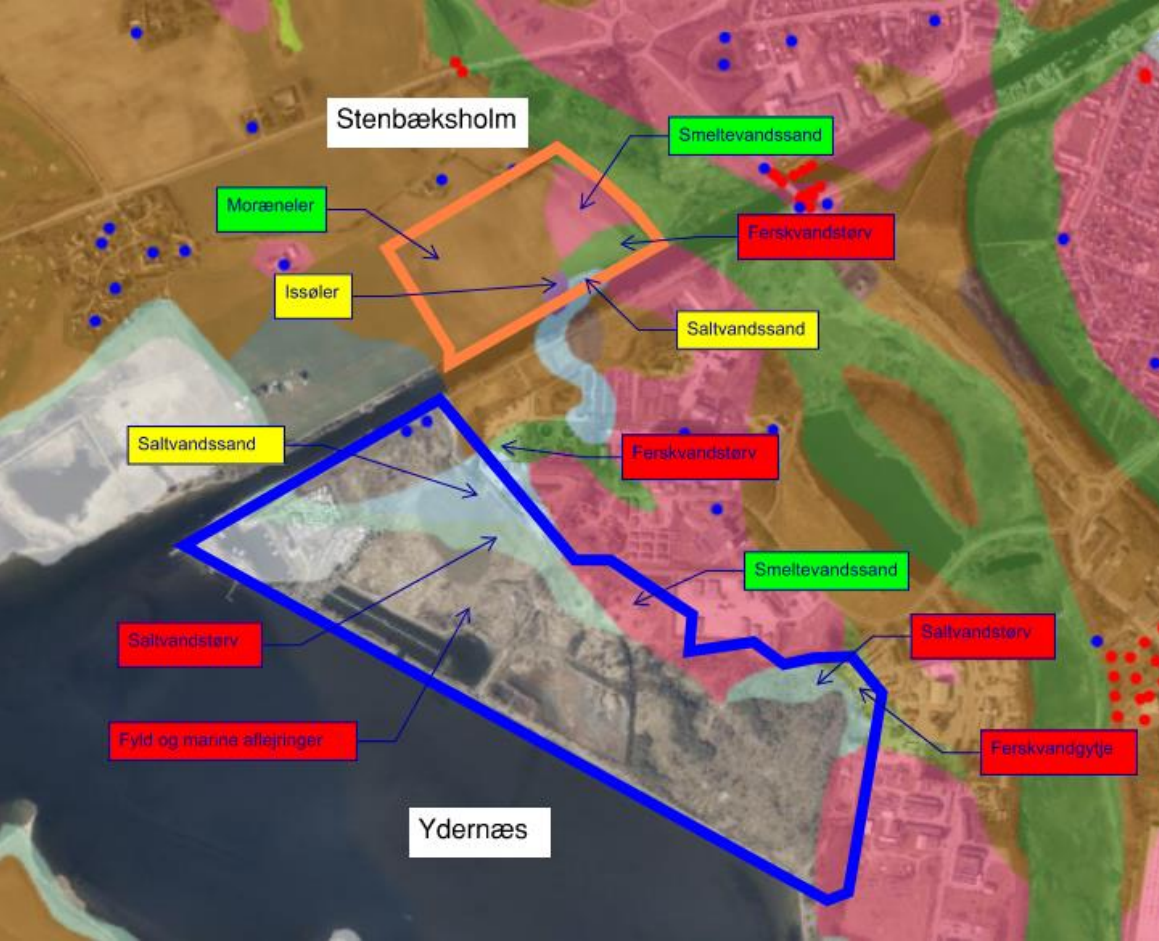 Stenbæksholm
Smeltevandssand
Moræneler
Ferskvandstørv
Issøler
Saltvandssand
Saltvandssand
Ferskvandstørv
Smeltevandssand
Saltvandstørv
Saltvandstørv
Fyld og marine aflejringer
Ferskvandgytje
Ydernæs